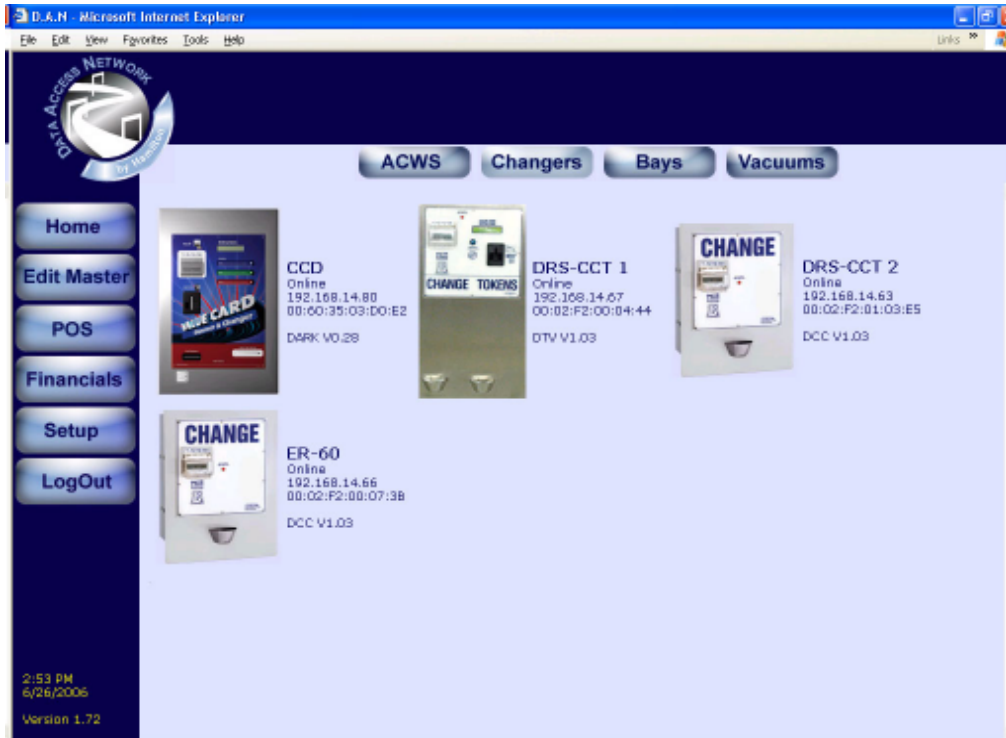 D.A.N - Microsoft Internet Explorer
File Edit View Favorites Tools Help
Links »
DATA ACCESS NETWORK
by Hamilton
ACWS Changers Bays Vacuums
Home
Edit Master
POS
Financials
Setup
LogOut
VALUE CARD
CCD
Online
192.168.14.80
00:60:35:03:D0:E2
DARK V0.28
CHANGE TOKENS
DRS-CCT 1
Online
192.168.14.67
00:02:F2:00:04:44
DTV V1.03
CHANGE
DRS-CCT 2
Online
192.168.14.63
00:02:F2:01:03:E5
DCC V1.03
CHANGE
ER-60
Online
192.168.14.66
00:02:F2:00:07:3B
DCC V1.03
2:53 PM
6/26/2006
Version 1.72